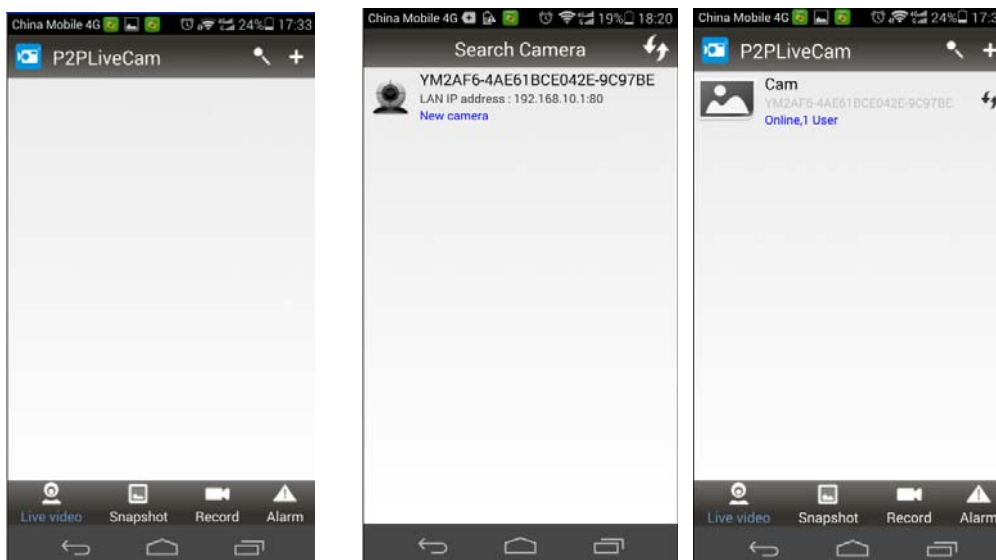 China Mobile 4G 24% 17:33
P2PLiveCam
Live video Snapshot Record Alarm
China Mobile 4G 19% 18:20
Search Camera
YM2AF6-4AE61BCE042E-9C97BE
LAN IP address : 192.168.10.1:80
New camera
China Mobile 4G 24% 17:3
P2PLiveCam
Cam
YM2AF6-4AE61BCE042E-9C97BE
Online,1 User
Live video Snapshot Record Alarm